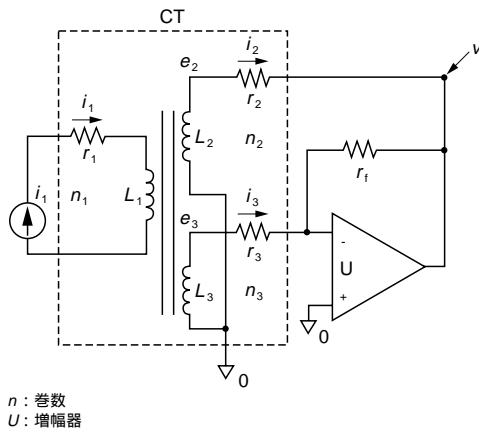 CT
e2
i2
v
r2
i1
r1
L2
n2
i1
n1
L1
rf
e3
i3
r3
-
U
+
L3
n3
0
0
n：巻数
U：増幅器